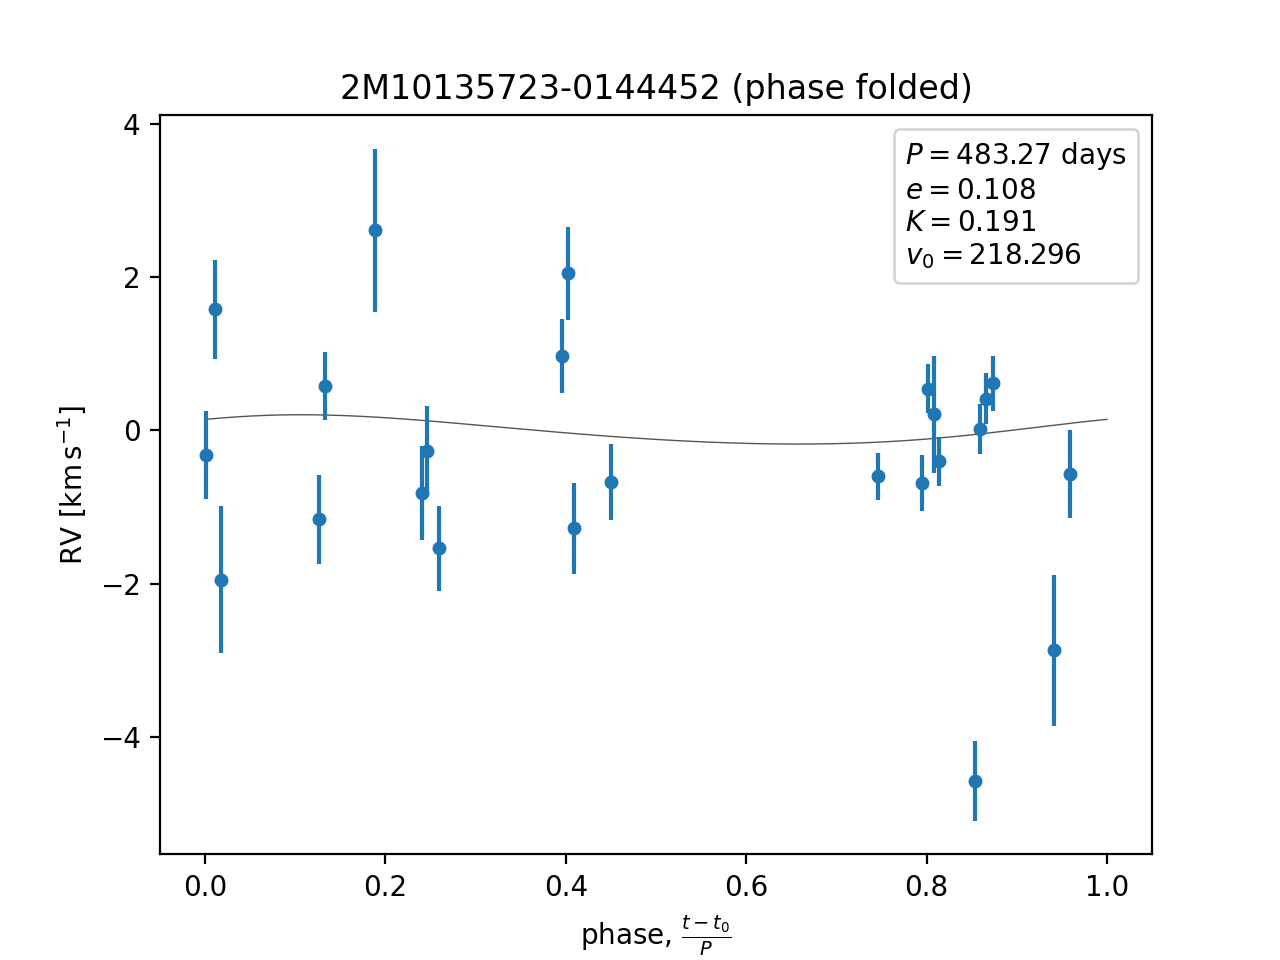 2M10135723-0144452 (phase folded)
P = 483.27 days
e = 0.108
K = 0.191
v₀ = 218.296
4
2
0
−2
−4
RV [km s⁻¹]
0.0 0.2 0.4 0.6 0.8 1.0
phase, (t − t₀)/P